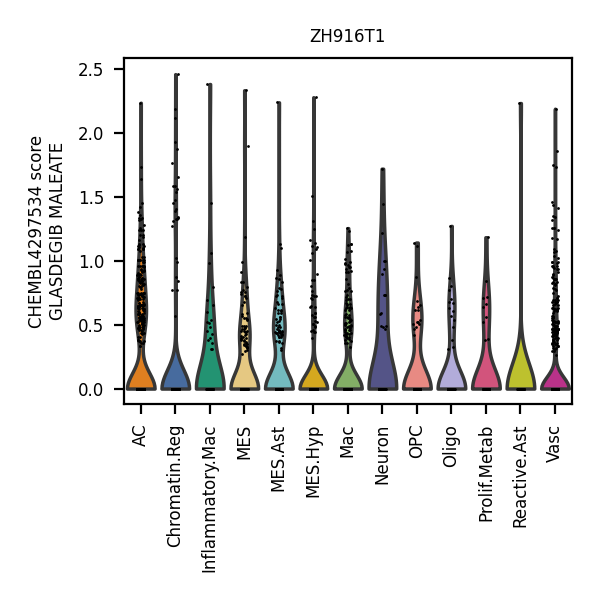 ZH916T1
CHEMBL4297534 score
GLASDEGIB MALEATE
2.5
2.0
1.5
1.0
0.5
0.0
AC
Chromatin.Reg
Inflammatory.Mac
MES
MES.Ast
MES.Hyp
Mac
Neuron
OPC
Oligo
Prolif.Metab
Reactive.Ast
Vasc